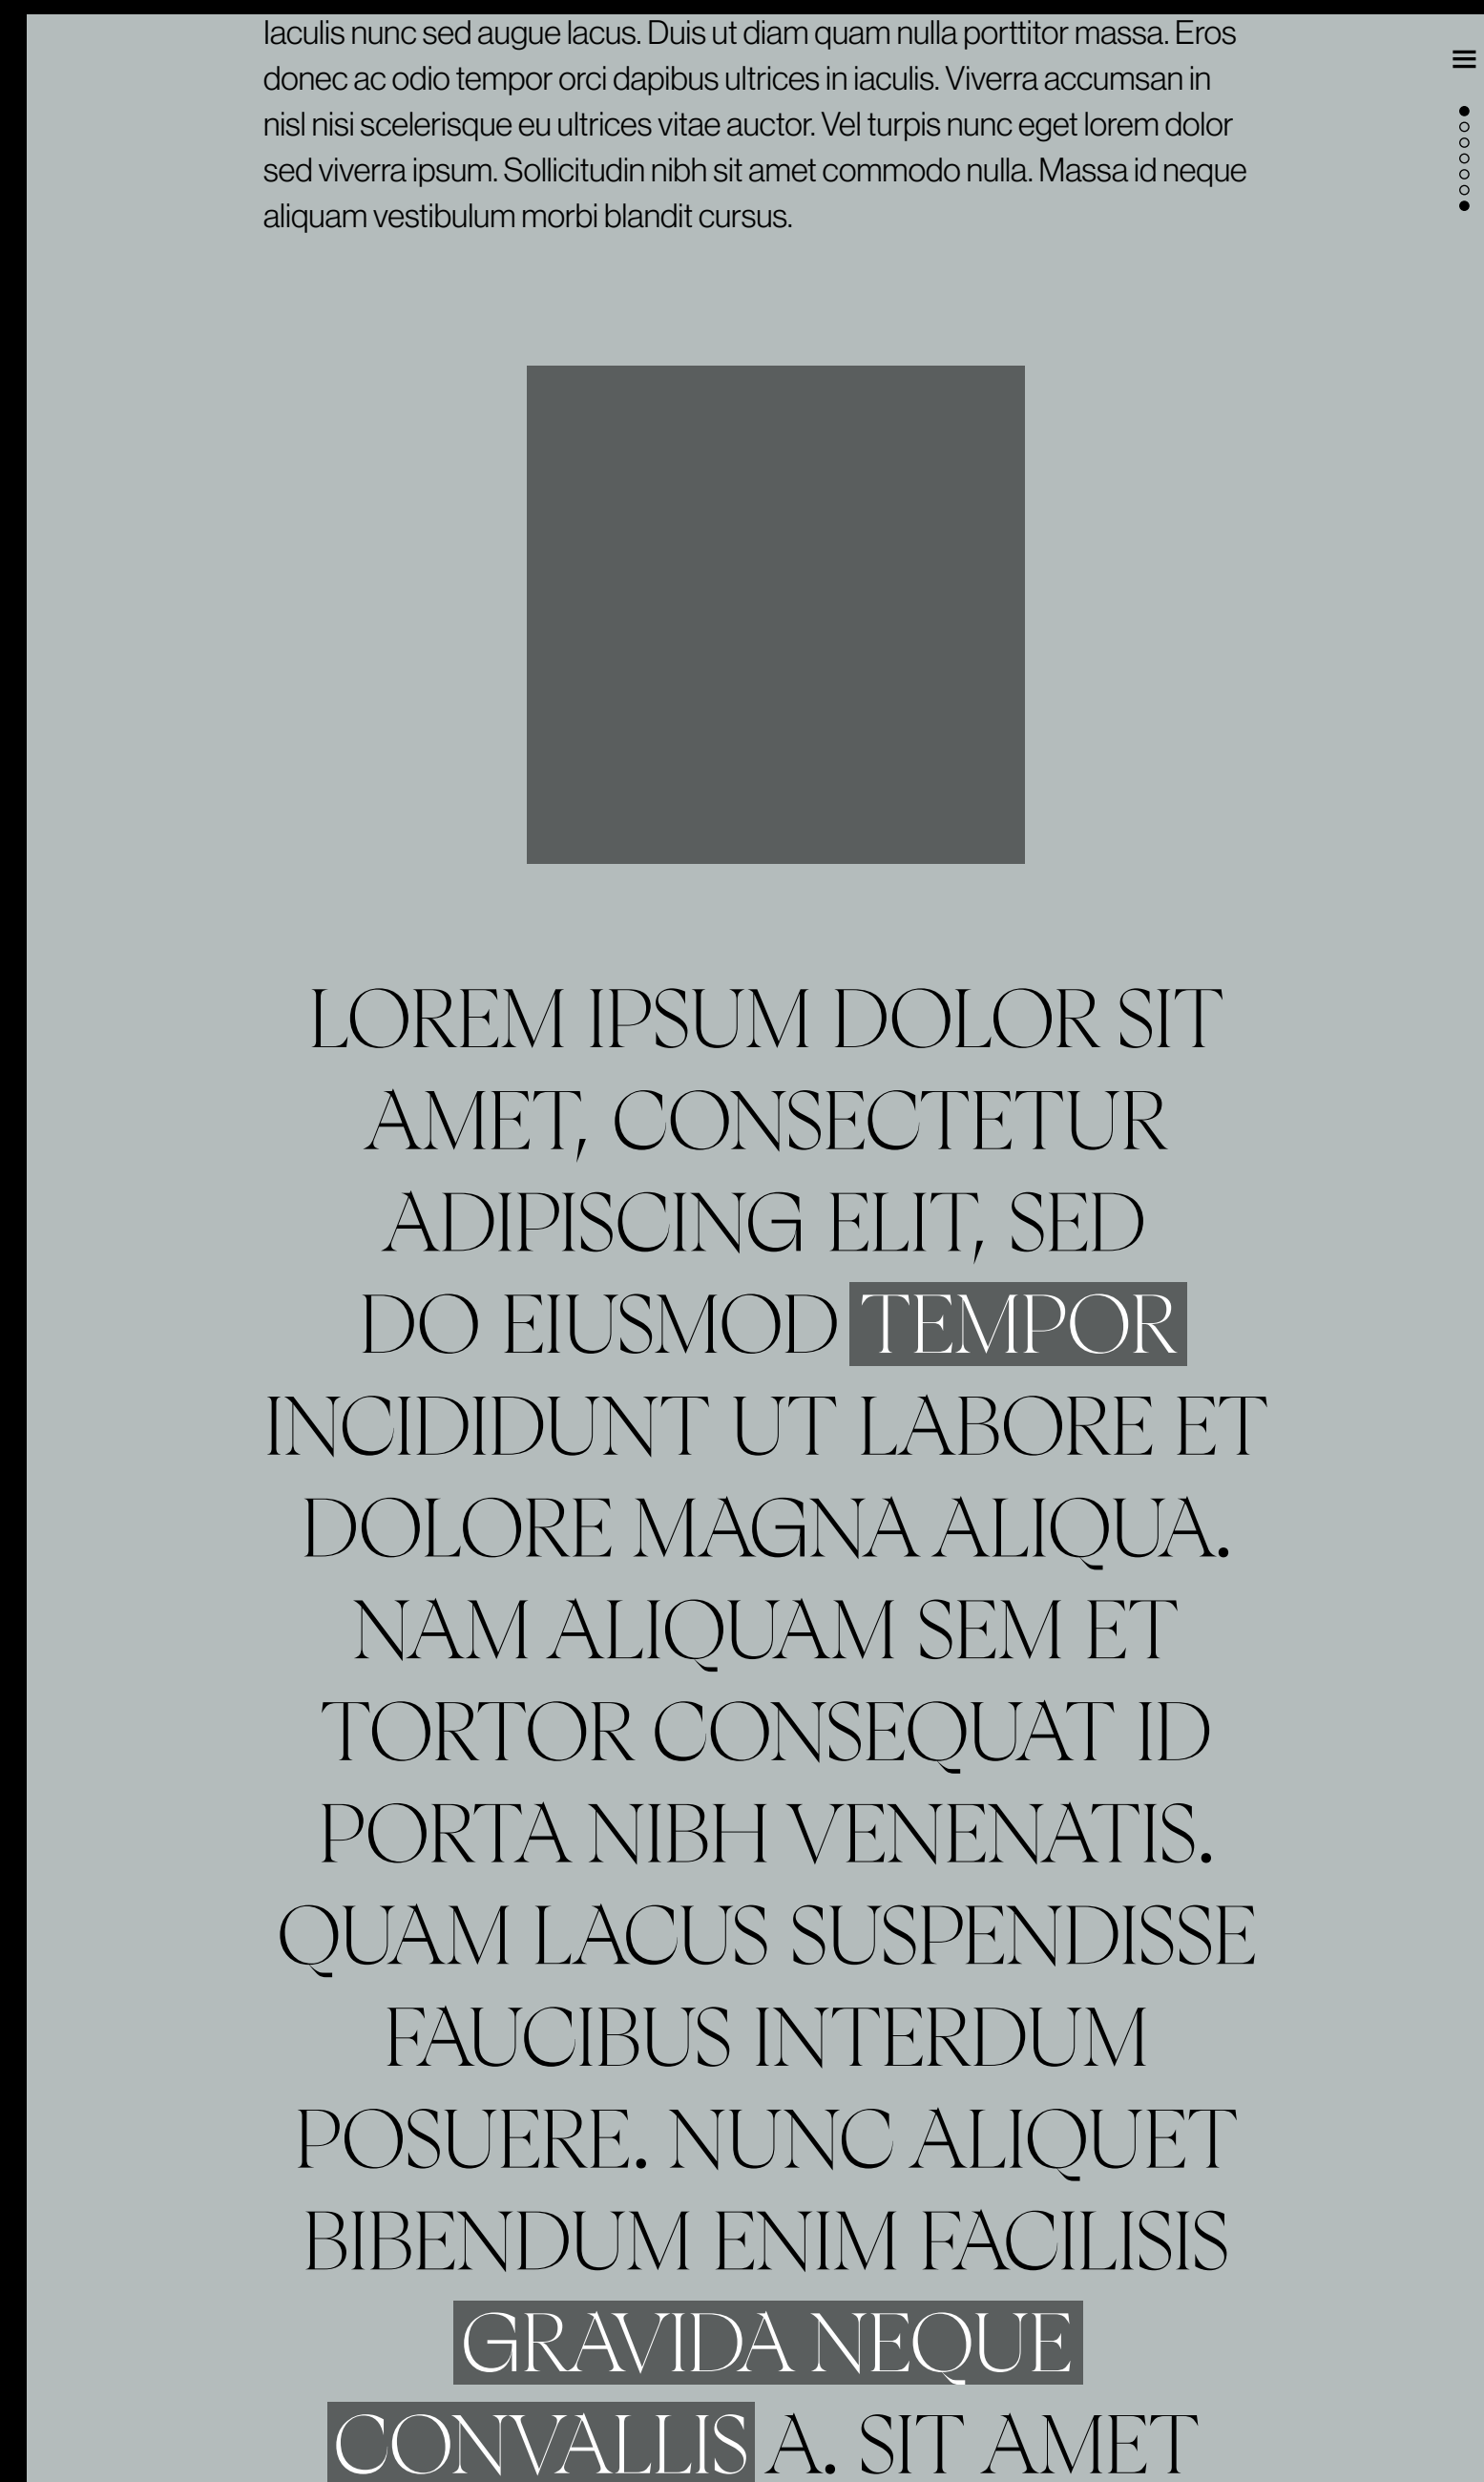 Iaculis nunc sed augue lacus. Duis ut diam quam nulla porttitor massa. Eros
donec ac odio tempor orci dapibus ultrices in iaculis. Viverra accumsan in
nisl nisi scelerisque eu ultrices vitae auctor. Vel turpis nunc eget lorem dolor
sed viverra ipsum. Sollicitudin nibh sit amet commodo nulla. Massa id neque
aliquam vestibulum morbi blandit cursus.
LOREM IPSUM DOLOR SIT
AMET, CONSECTETUR
ADIPISCING ELIT, SED
DO EIUSMOD TEMPOR
INCIDIDUNT UT LABORE ET
DOLORE MAGNA ALIQUA.
NAM ALIQUAM SEM ET
TORTOR CONSEQUAT ID
PORTA NIBH VENENATIS.
QUAM LACUS SUSPENDISSE
FAUCIBUS INTERDUM
POSUERE. NUNC ALIQUET
BIBENDUM ENIM FACILISIS
GRAVIDA NEQUE
CONVALLIS A. SIT AMET